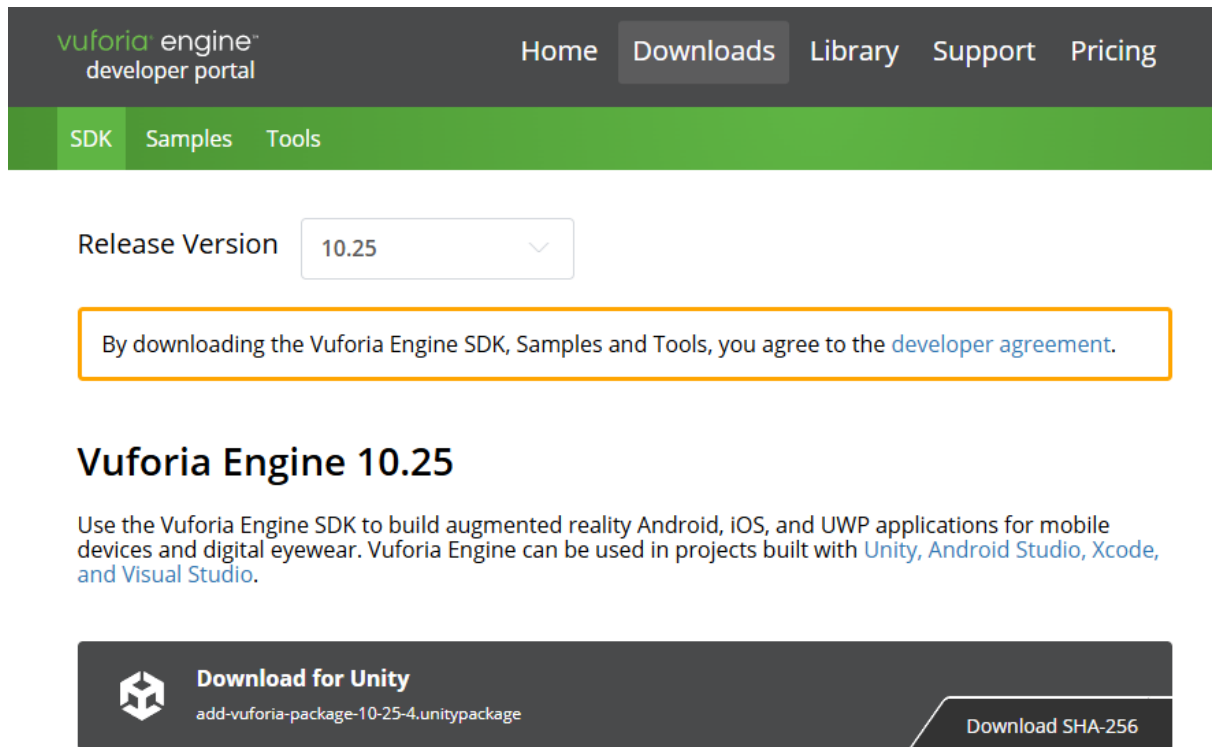 vuforia® engine™
developer portal
Home Downloads Library Support Pricing
SDK Samples Tools
Release Version 10.25
By downloading the Vuforia Engine SDK, Samples and Tools, you agree to the developer agreement.
Vuforia Engine 10.25
Use the Vuforia Engine SDK to build augmented reality Android, iOS, and UWP applications for mobile
devices and digital eyewear. Vuforia Engine can be used in projects built with Unity, Android Studio, Xcode,
and Visual Studio.
Download for Unity
add-vuforia-package-10-25-4.unitypackage
Download SHA-256